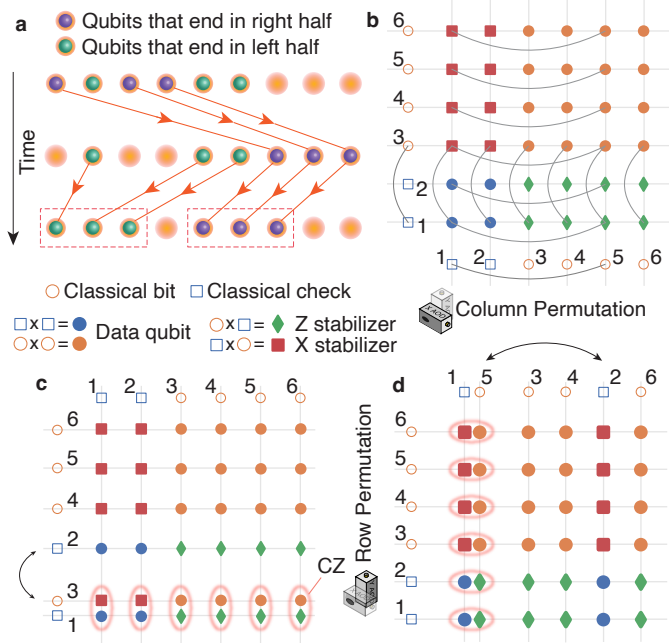 a
Qubits that end in right half
Qubits that end in left half
Time
b
6
5
4
3
2
1
1 2 3 4 5 6
Column Permutation
Classical bit
Classical check
Data qubit
Z stabilizer
X stabilizer
x =
x =
x =
x =
c
1 2 3 4 5 6
6
5
4
2
3
1
CZ
Row Permutation
d
1 5 3 4 2 6
6
5
4
3
2
1